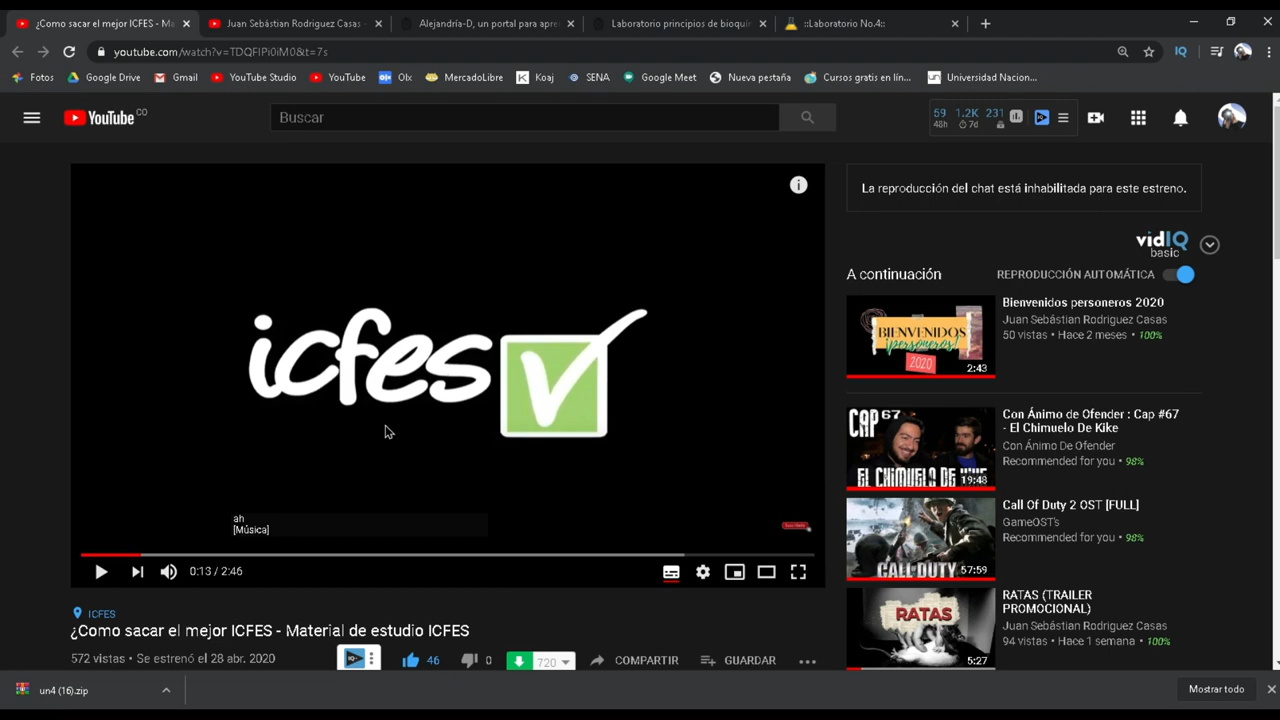 ¿Como sacar el mejor ICFES - Ma
Juan Sebástian Rodriguez Casas -
Alejandría-D, un portal para apre
Laboratorio principios de bioquí
::Laboratorio No.4::
youtube.com/watch?v=TDQFIPi0iM0&t=7s
Fotos
Google Drive
Gmail
YouTube Studio
YouTube
Olx
MercadoLibre
Koaj
SENA
Google Meet
Nueva pestaña
Cursos gratis en lín...
Universidad Nacion...
YouTube CO
Buscar
59 1.2K 231
48h 7d
La reproducción del chat está inhabilitada para este estreno.
vidIQ
basic
A continuación
REPRODUCCIÓN AUTOMÁTICA
icfes
ah
[Música]
0:13 / 2:46
BIENVENIDOS
¡personeros!
2020
2:43
Bienvenidos personeros 2020
Juan Sebástian Rodriguez Casas
50 vistas • Hace 2 meses • 100%
CAP 67
EL CHIMUELO DE KIKE
19:48
Con Ánimo de Ofender : Cap #67
- El Chimuelo De Kike
Con Ánimo De Ofender
Recommended for you • 98%
CALL OF DUTY
57:59
Call Of Duty 2 OST [FULL]
GameOST's
Recommended for you • 98%
RATAS
5:27
RATAS (TRAILER
PROMOCIONAL)
Juan Sebástian Rodriguez Casas
94 vistas • Hace 1 semana • 100%
ICFES
¿Como sacar el mejor ICFES - Material de estudio ICFES
572 vistas • Se estrenó el 28 abr. 2020
46
0
720
COMPARTIR
GUARDAR
un4 (16).zip
Mostrar todo